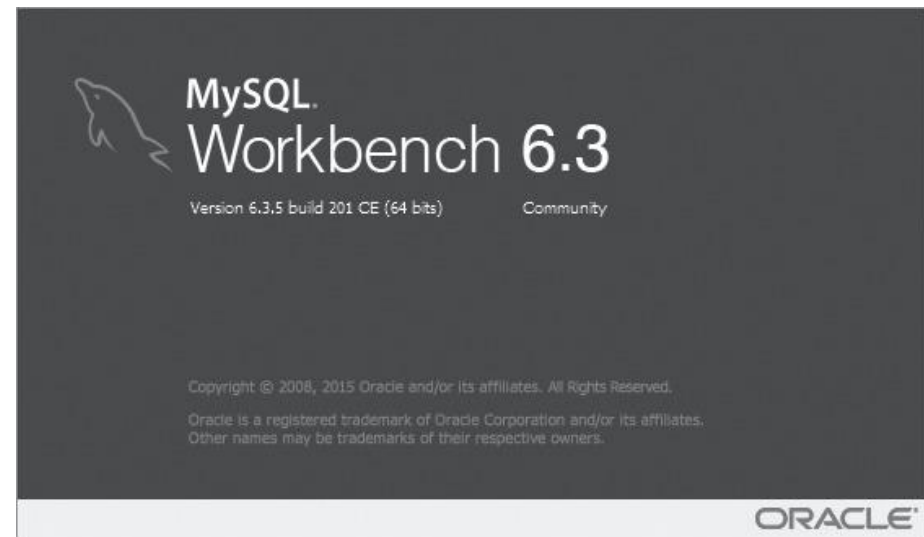 MySQL.
Workbench 6.3
Version 6.3.5 build 201 CE (64 bits) Community
Copyright © 2008, 2015 Oracle and/or its affiliates. All Rights Reserved.
Oracle is a registered trademark of Oracle Corporation and/or its affiliates.
Other names may be trademarks of their respective owners.
ORACLE